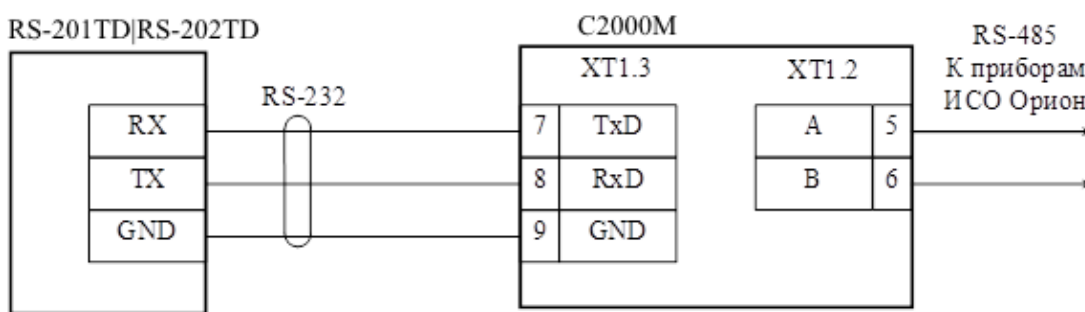 RS-201TD|RS-202TD
RS-232
RX
TX
GND
С2000М
XT1.3
XT1.2
7 TxD
8 RxD
9 GND
A 5
B 6
RS-485
К приборам
ИСО Орион